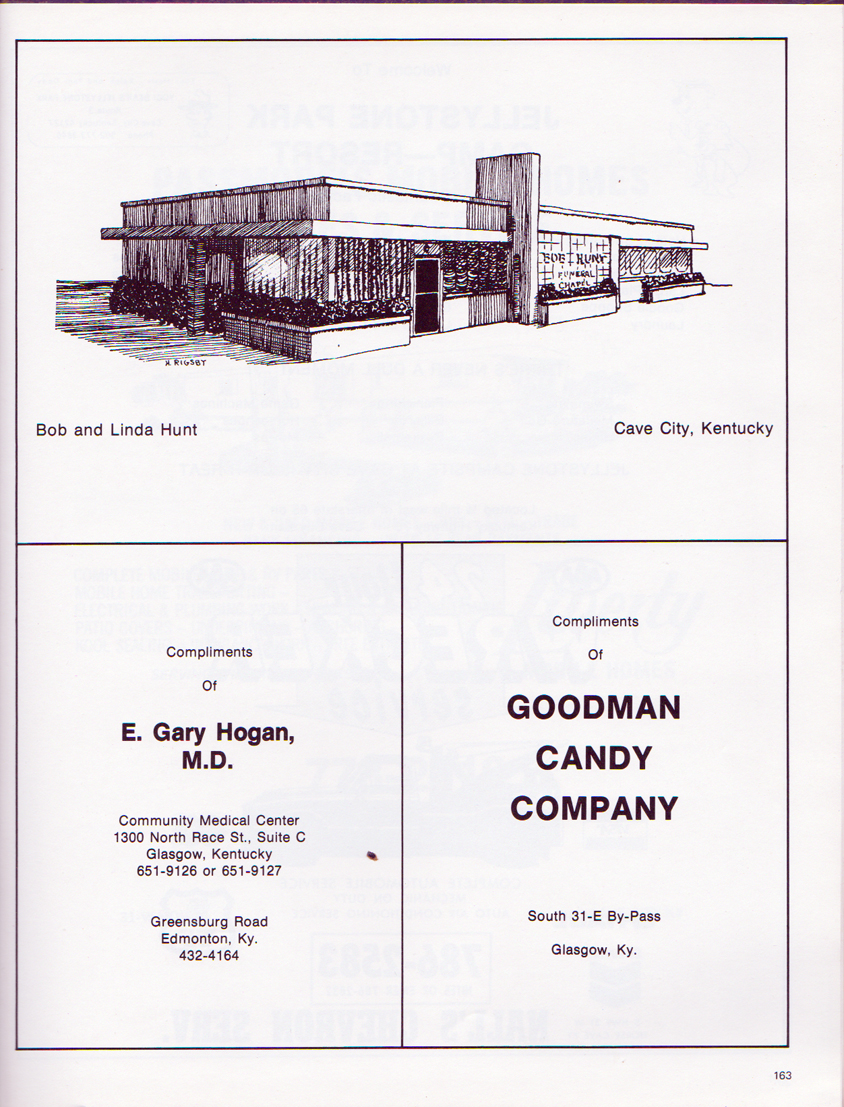 BOB HUNT
FUNERAL
CHAPEL
H RIGSBY
Bob and Linda Hunt
Cave City, Kentucky
Compliments
Of
E. Gary Hogan,
M.D.
Community Medical Center
1300 North Race St., Suite C
Glasgow, Kentucky
651-9126 or 651-9127
Greensburg Road
Edmonton, Ky.
432-4164
Compliments
Of
GOODMAN
CANDY
COMPANY
South 31-E By-Pass
Glasgow, Ky.
163